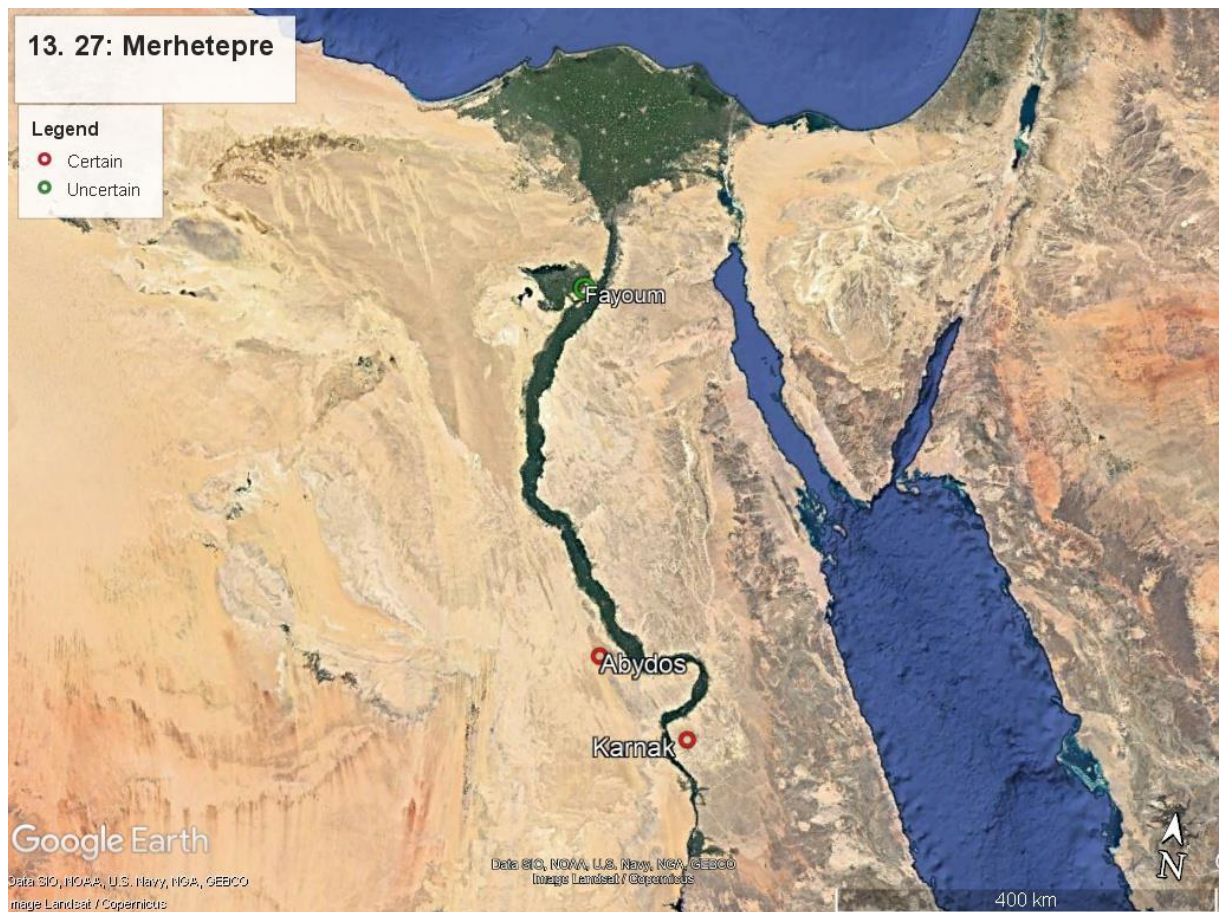 13. 27: Merhetepre
Legend
Certain
Uncertain
Fayoum
Abydos
Karnak
Google Earth
Data SIO, NOAA, U.S. Navy, NGA, GEBCO
Image Landsat / Copernicus
Data SIO, NOAA, U.S. Navy, NGA, GEBCO
mage Landsat / Copernicus
N
400 km